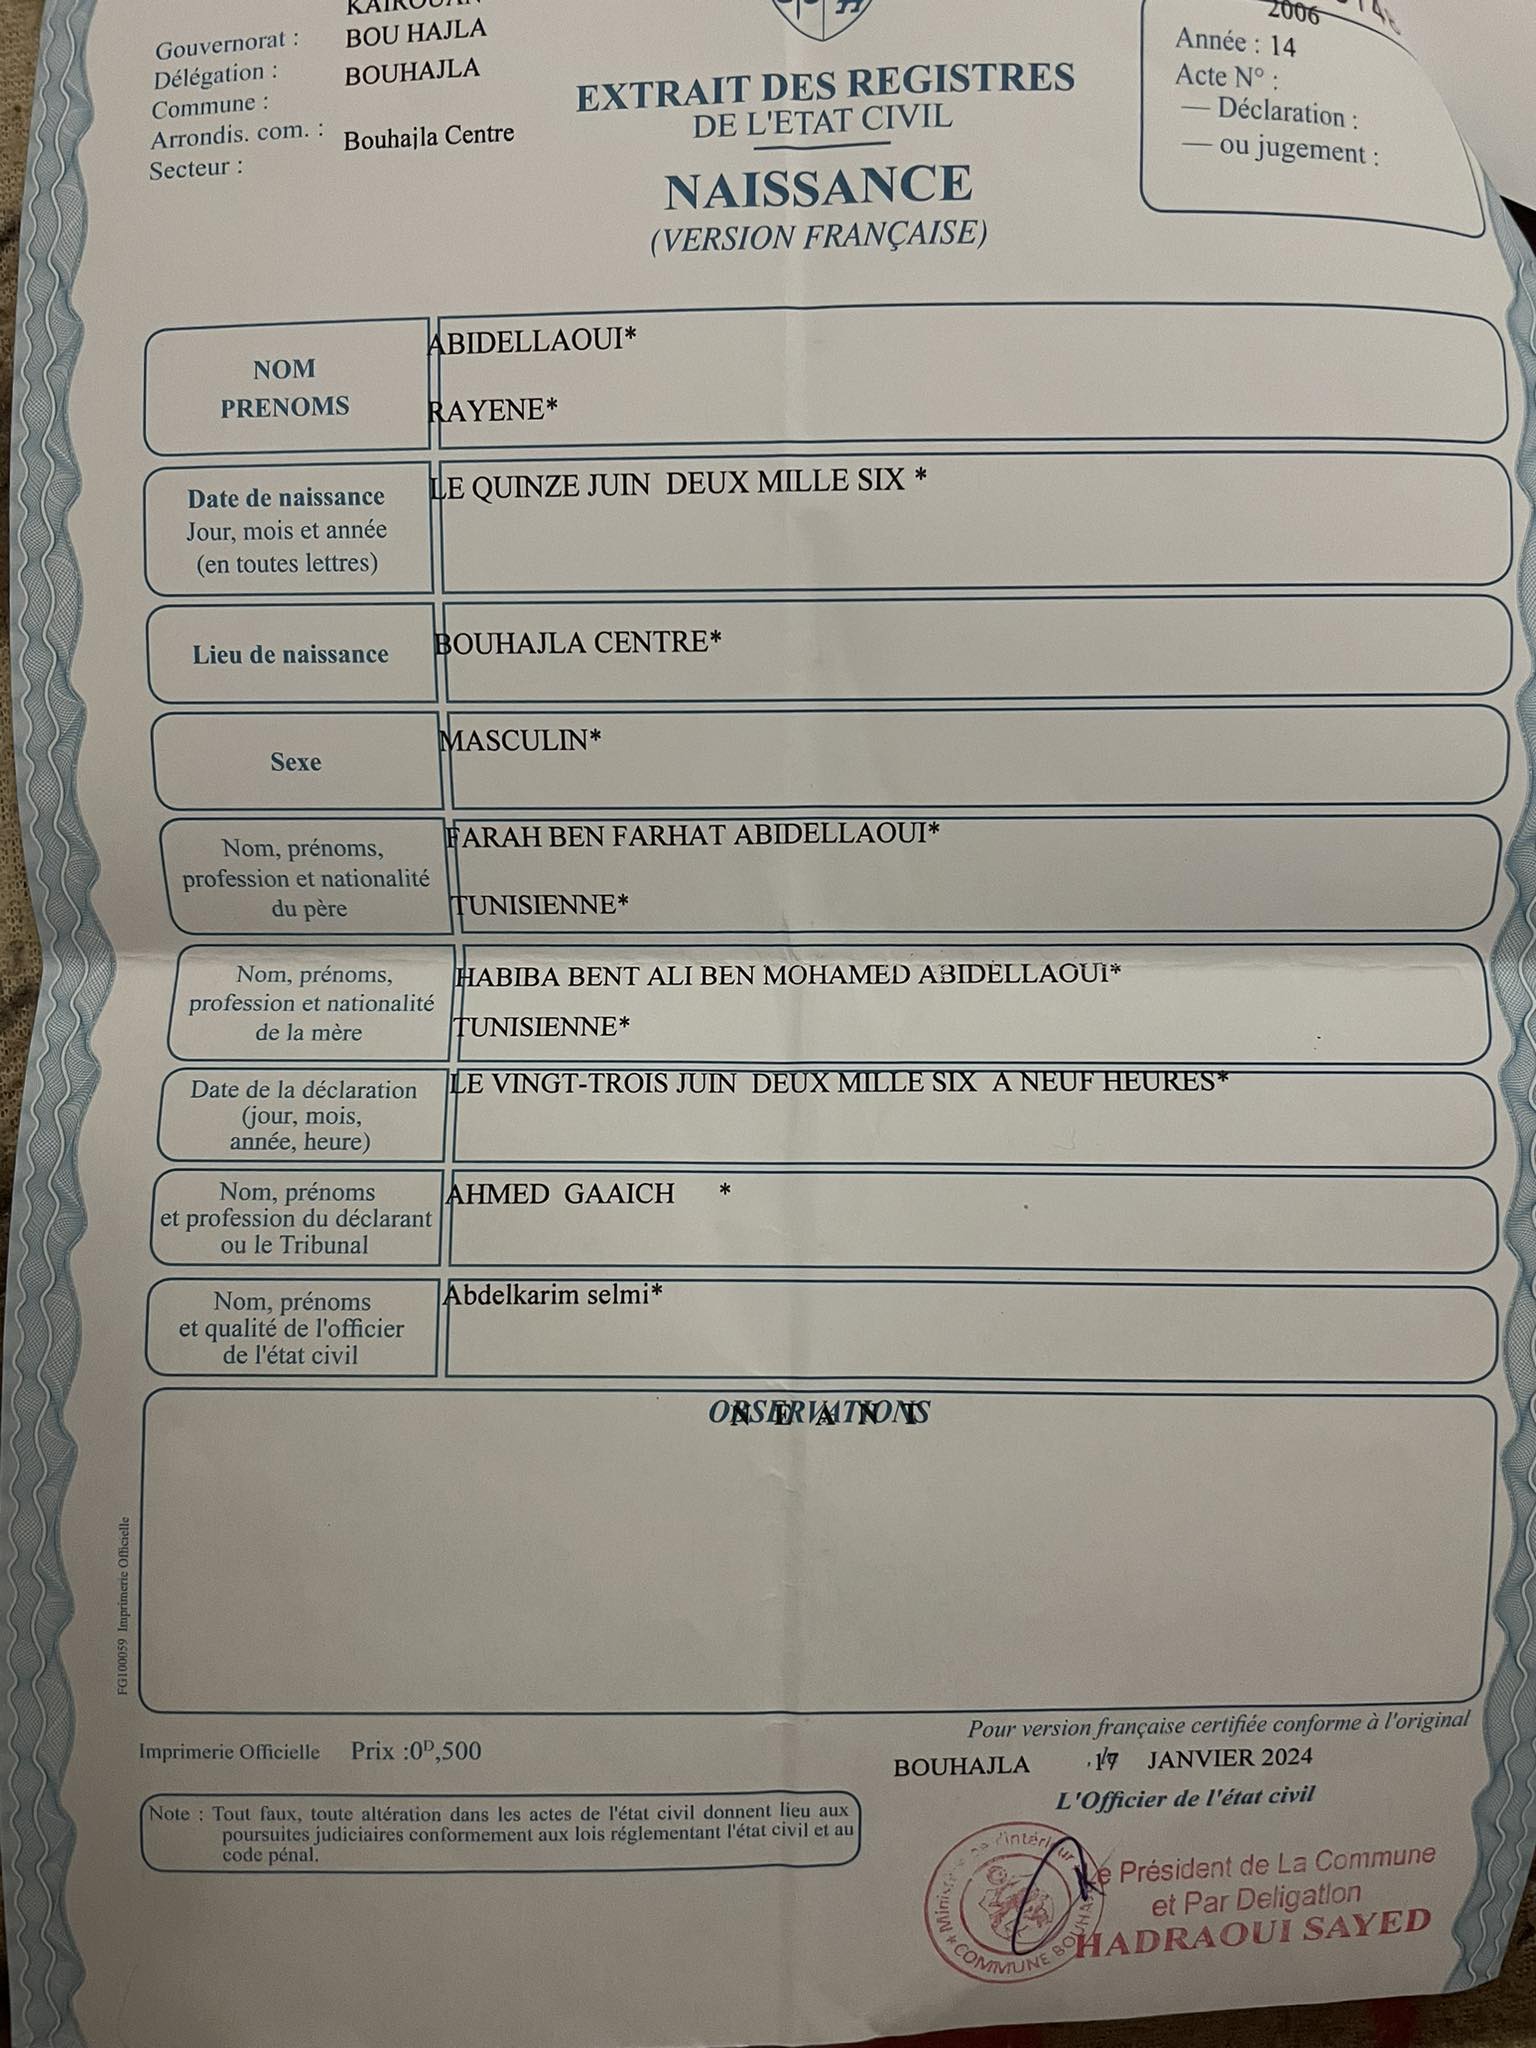 KAIROUAN
Gouvernorat : BOU HAJLA
Délégation : BOUHAJLA
Commune :
Arrondis. com. : Bouhajla Centre
Secteur :
EXTRAIT DES REGISTRES
DE L'ETAT CIVIL
NAISSANCE
(VERSION FRANÇAISE)
2006
Année : 14
Acte N° :
— Déclaration :
— ou jugement :
NOM
PRENOMS
ABIDELLAOUI*
RAYENE*
Date de naissance
Jour, mois et année
(en toutes lettres)
LE QUINZE JUIN DEUX MILLE SIX *
Lieu de naissance
BOUHAJLA CENTRE*
Sexe
MASCULIN*
Nom, prénoms,
profession et nationalité
du père
FARAH BEN FARHAT ABIDELLAOUI*
TUNISIENNE*
Nom, prénoms,
profession et nationalité
de la mère
HABIBA BENT ALI BEN MOHAMED ABIDELLAOUI*
TUNISIENNE*
Date de la déclaration
(jour, mois,
année, heure)
LE VINGT-TROIS JUIN DEUX MILLE SIX A NEUF HEURES*
Nom, prénoms
et profession du déclarant
ou le Tribunal
AHMED GAAICH *
Nom, prénoms
et qualité de l'officier
de l'état civil
Abdelkarim selmi*
OBSERVATIONS
N E A N T
FG100059 Imprimerie Officielle
Pour version française certifiée conforme à l'original
Imprimerie Officielle Prix :0ᴰ,500
BOUHAJLA 17 JANVIER 2024
L'Officier de l'état civil
Note : Tout faux, toute altération dans les actes de l'état civil donnent lieu aux
poursuites judiciaires conformement aux lois réglementant l'état civil et au
code pénal.
Le Président de La Commune
et Par Deligation
HADRAOUI SAYED
COMMUNE BOUHA